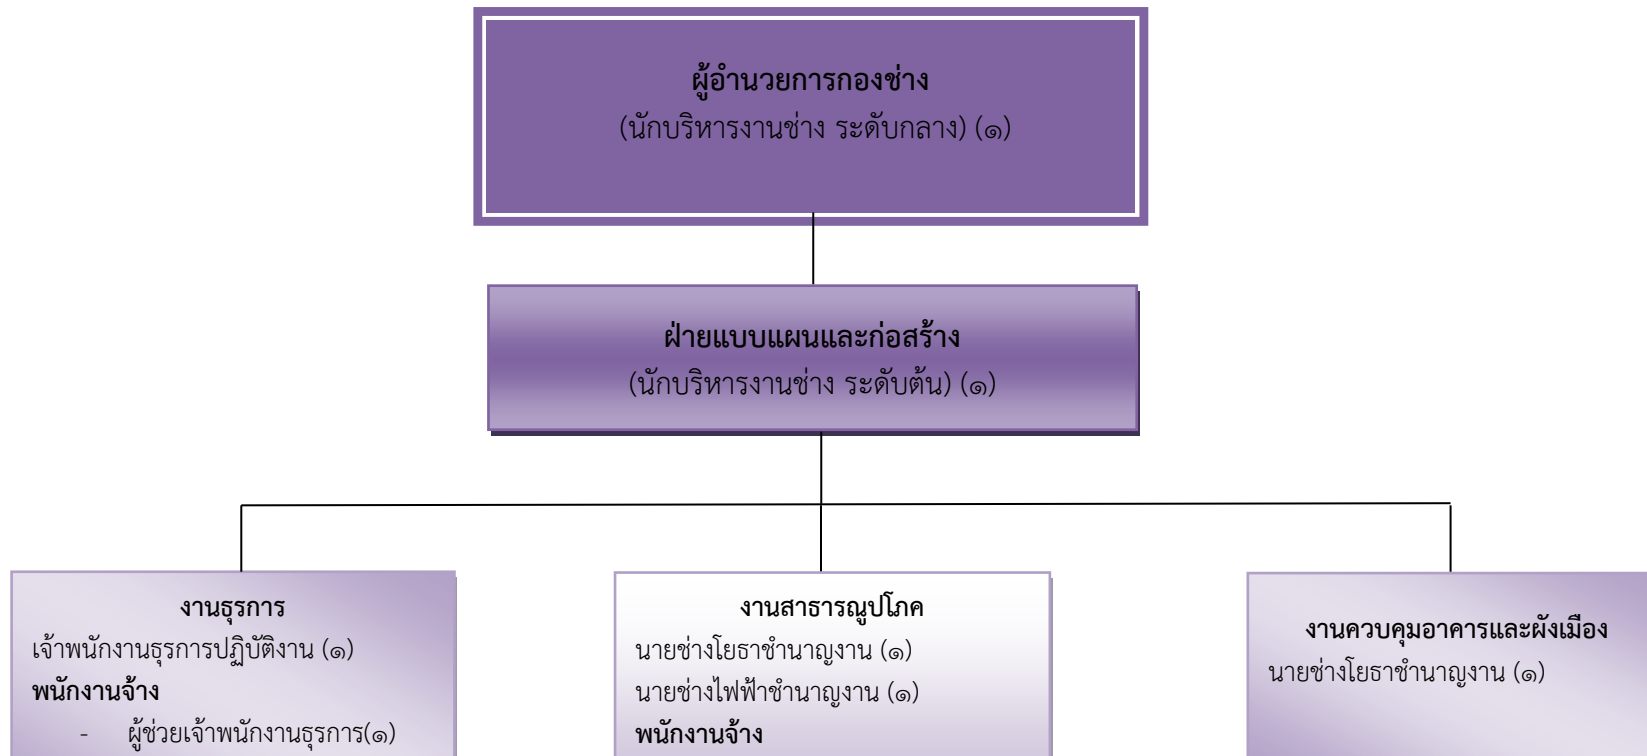 ผู้อำนวยการกองช่าง
(นักบริหารงานช่าง ระดับกลาง) (๑)
ฝ่ายแบบแผนและก่อสร้าง
(นักบริหารงานช่าง ระดับต้น) (๑)
งานธุรการ
เจ้าพนักงานธุรการปฏิบัติงาน (๑)
พนักงานจ้าง
- ผู้ช่วยเจ้าพนักงานธุรการ(๑)
งานสาธารณูปโภค
นายช่างโยธาชำนาญงาน (๑)
นายช่างไฟฟ้าชำนาญงาน (๑)
พนักงานจ้าง
งานควบคุมอาคารและผังเมือง
นายช่างโยธาชำนาญงาน (๑)